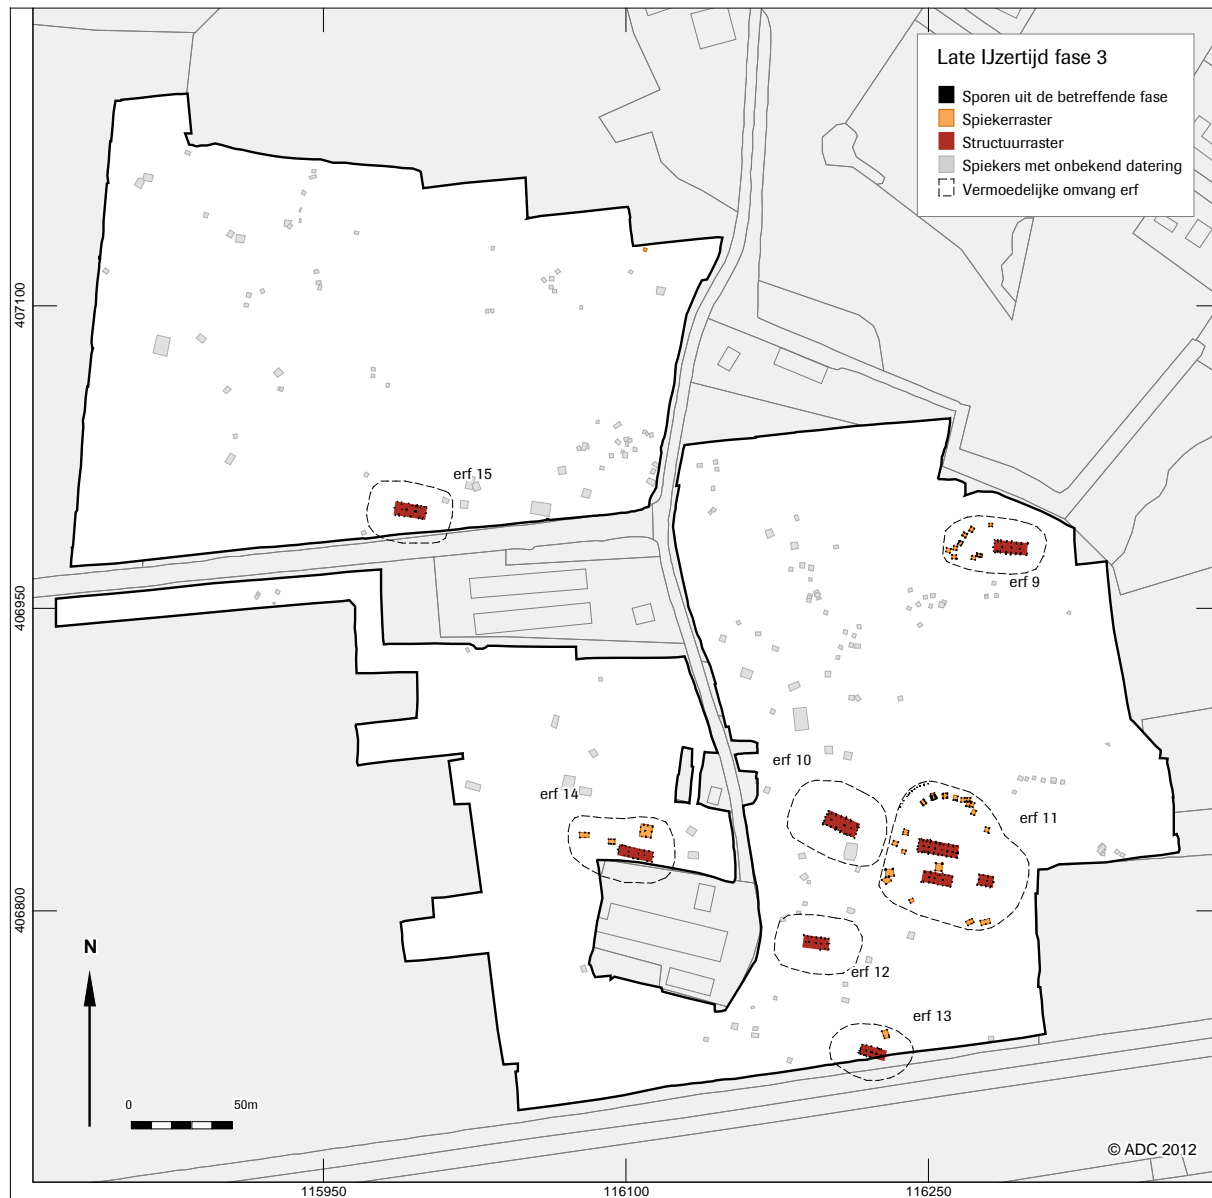 Late IJzertijd fase 3
Sporen uit de betreffende fase
Spiekerraster
Structuurraster
Spiekers met onbekend datering
Vermoedelijke omvang erf
407100
erf 15
erf 9
406950
erf 10
erf 14
erf 11
406800
N
erf 12
erf 13
0 50m
© ADC 2012
115950 116100 116250